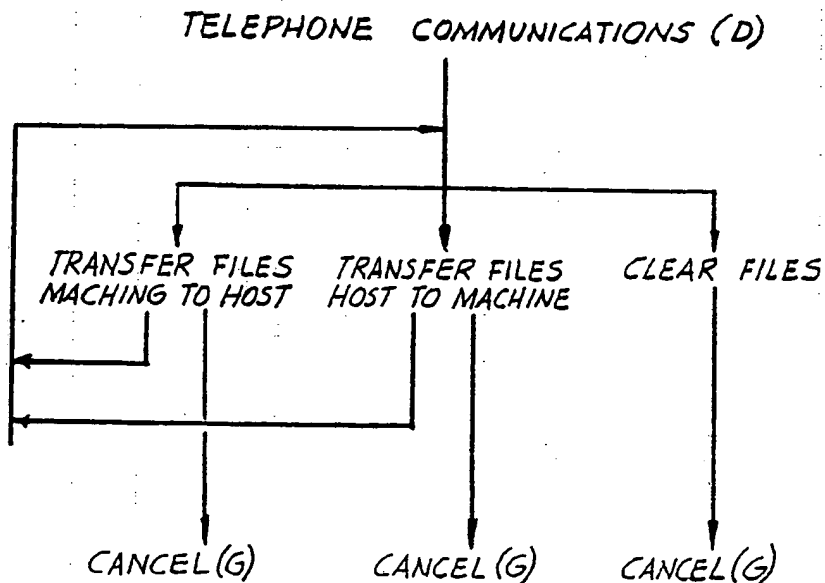 TELEPHONE COMMUNICATIONS (D)
TRANSFER FILES
MACHING TO HOST
TRANSFER FILES
HOST TO MACHINE
CLEAR FILES
CANCEL(G)
CANCEL(G)
CANCEL(G)